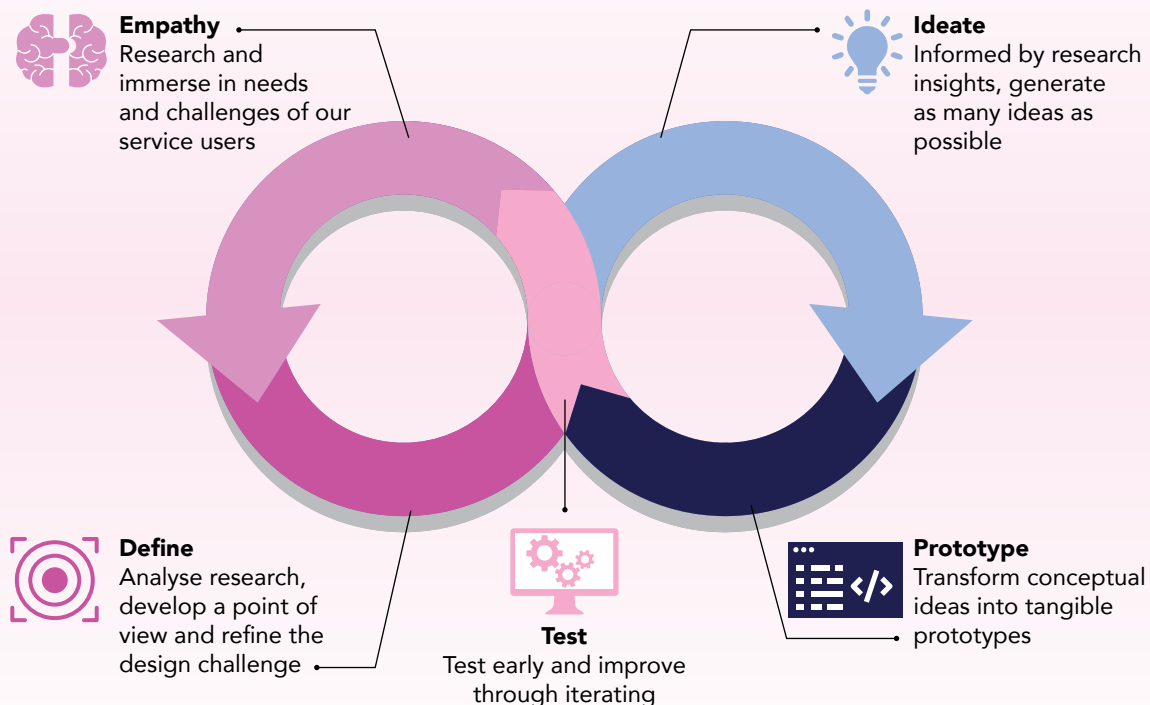 Empathy
Research and
immerse in needs
and challenges of our
service users
Ideate
Informed by research
insights, generate
as many ideas as
possible
Define
Analyse research,
develop a point of
view and refine the
design challenge
Test
Test early and improve
through iterating
</>
Prototype
Transform conceptual
ideas into tangible
prototypes